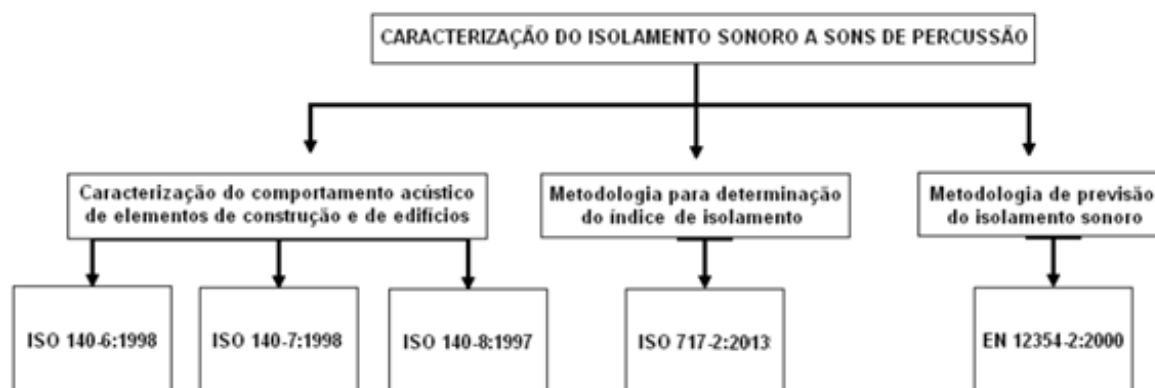 CARACTERIZAÇÃO DO ISOLAMENTO SONORO A SONS DE PERCUSSÃO
Caracterização do comportamento acústico
de elementos de construção e de edifícios
Metodologia para determinação
do índice de isolamento
Metodologia de previsão
do isolamento sonoro
ISO 140-6:1998
ISO 140-7:1998
ISO 140-8:1997
ISO 717-2:2013
EN 12354-2:2000